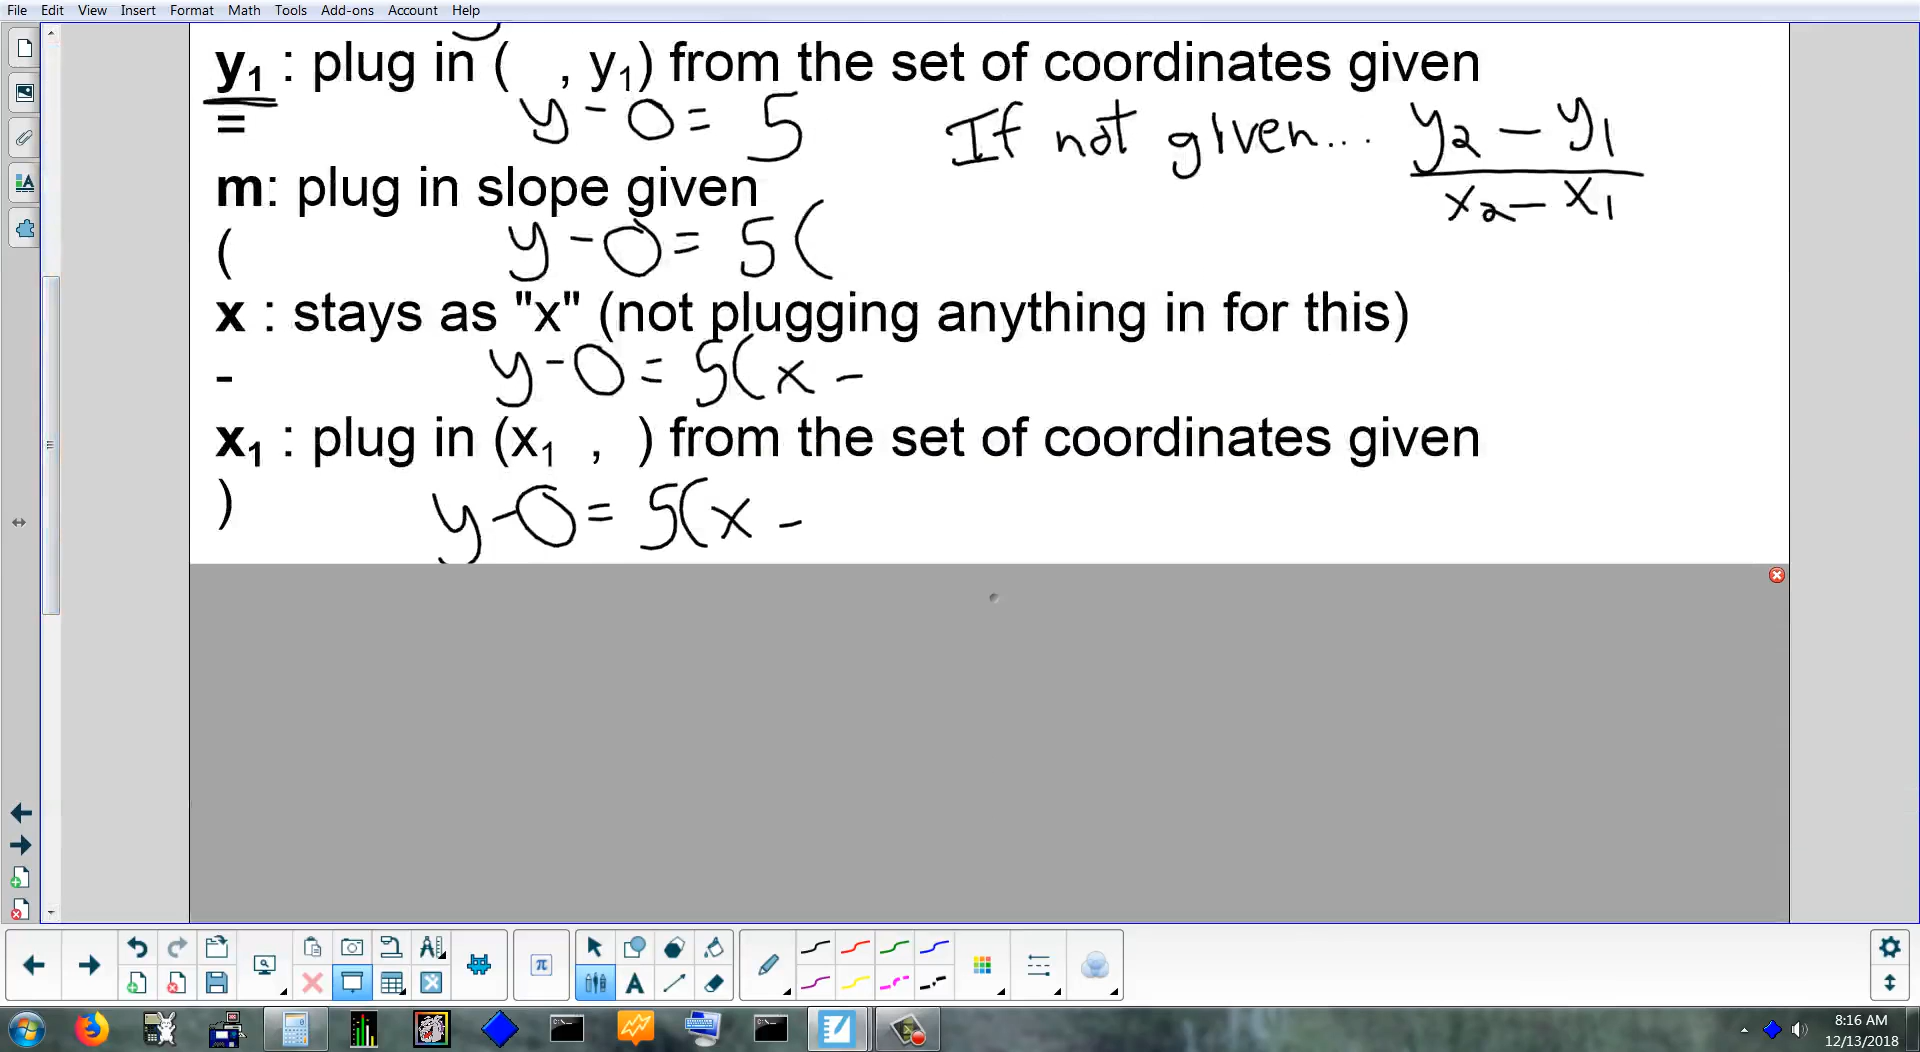 File Edit View Insert Format Math Tools Add-ons Account Help
y₁ : plug in ( , y₁) from the set of coordinates given
= y - 0 = 5
If not given... y₂ - y₁
x₂ - x₁
m: plug in slope given
( y - 0 = 5(
x : stays as "x" (not plugging anything in for this)
- y - 0 = 5(x -
x₁ : plug in (x₁ , ) from the set of coordinates given
) y - 0 = 5(x -
π
A
8:16 AM
12/13/2018